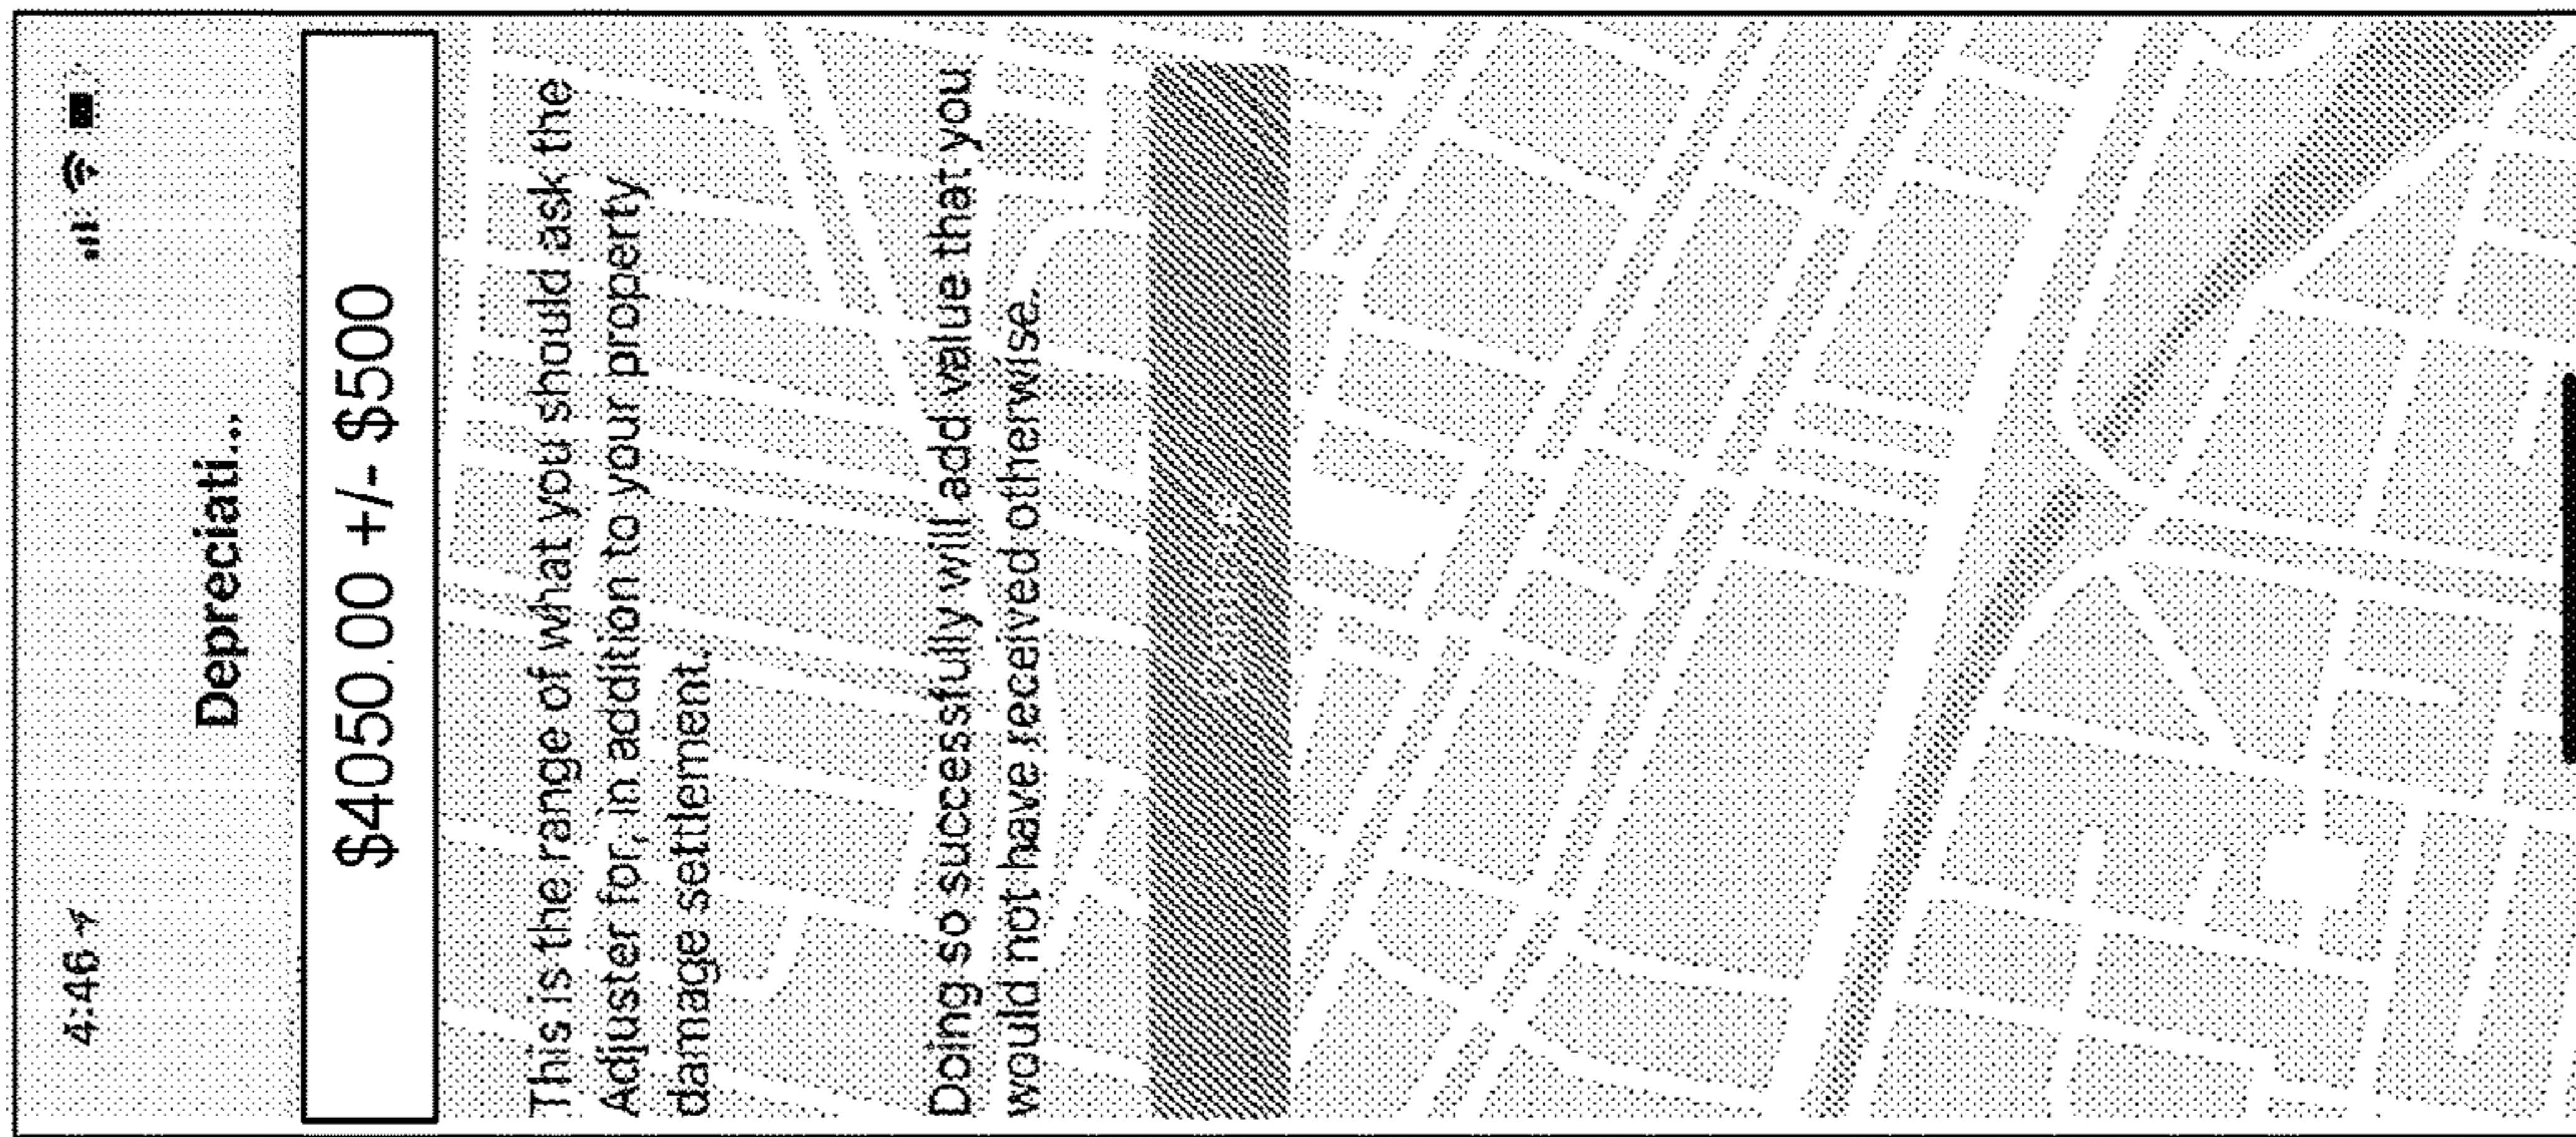 4:46
Depreciati...
$4050.00 +/- $500
This is the range of what you should ask the
Adjuster for, in addition to your property
damage settlement.
Doing so successfully will add value that you
would not have received otherwise.